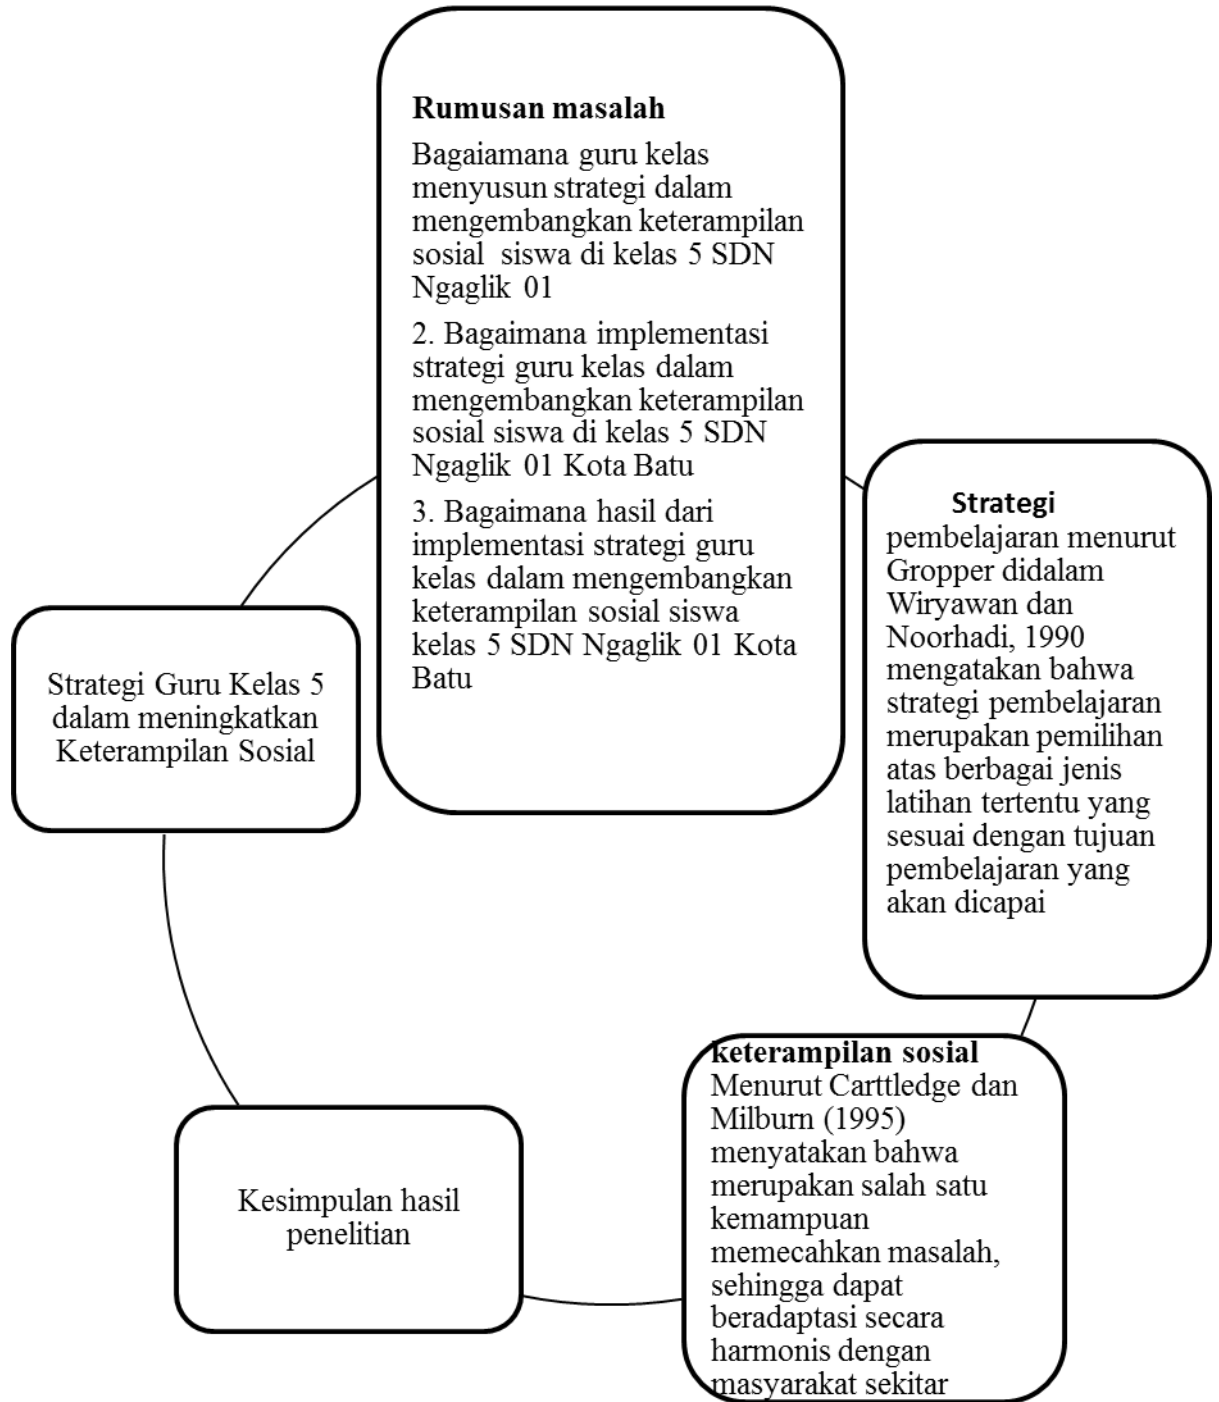 Rumusan masalah
Bagaiamana guru kelas
menyusun strategi dalam
mengembangkan keterampilan
sosial siswa di kelas 5 SDN
Ngaglik 01
2. Bagaimana implementasi
strategi guru kelas dalam
mengembangkan keterampilan
sosial siswa di kelas 5 SDN
Ngaglik 01 Kota Batu
3. Bagaimana hasil dari
implementasi strategi guru
kelas dalam mengembangkan
keterampilan sosial siswa
kelas 5 SDN Ngaglik 01 Kota
Batu
Strategi
pembelajaran menurut
Gropper didalam
Wiryawan dan
Noorhadi, 1990
mengatakan bahwa
strategi pembelajaran
merupakan pemilihan
atas berbagai jenis
latihan tertentu yang
sesuai dengan tujuan
pembelajaran yang
akan dicapai
keterampilan sosial
Menurut Carttledge dan
Milburn (1995)
menyatakan bahwa
merupakan salah satu
kemampuan
memecahkan masalah,
sehingga dapat
beradaptasi secara
harmonis dengan
masyarakat sekitar
Kesimpulan hasil
penelitian
Strategi Guru Kelas 5
dalam meningkatkan
Keterampilan Sosial